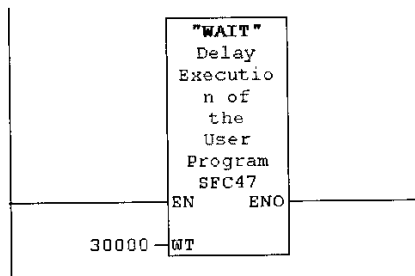 "WAIT"
Delay
Executio
n of
the
User
Program
SFC47
EN ENO
30000 WT